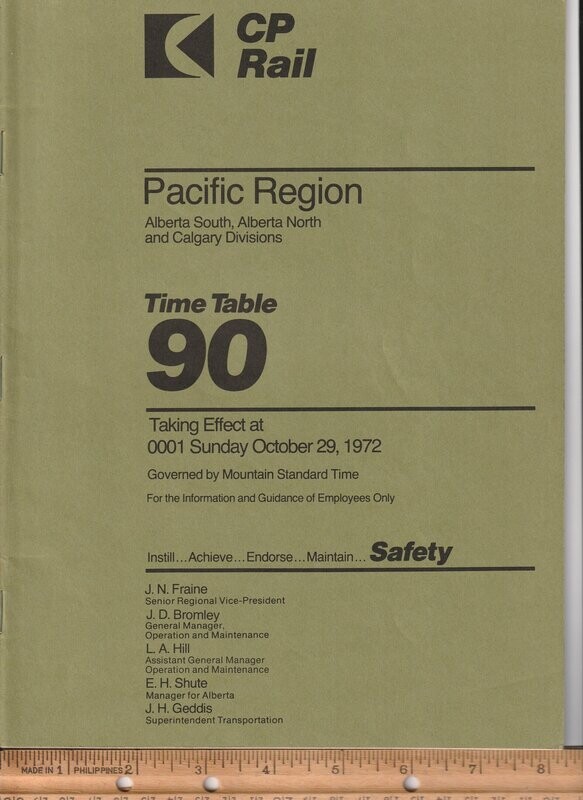 CP
Rail
Pacific Region
Alberta South, Alberta North
and Calgary Divisions
Time Table
90
Taking Effect at
0001 Sunday October 29, 1972
Governed by Mountain Standard Time
For the Information and Guidance of Employees Only
Instill...Achieve...Endorse...Maintain...Safety
J. N. Fraine
Senior Regional Vice-President
J. D. Bromley
General Manager,
Operation and Maintenance
L. A. Hill
Assistant General Manager
Operation and Maintenance
E. H. Shute
Manager for Alberta
J. H. Geddis
Superintendent Transportation
MADE IN 1 PHILIPPINES 2 3 4 5 6 7 8